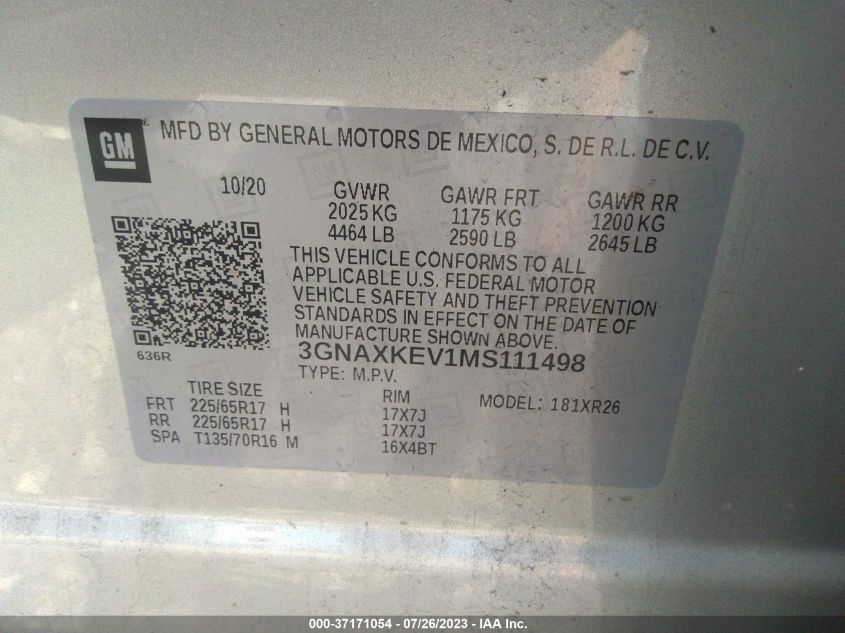 GM
MFD BY GENERAL MOTORS DE MEXICO, S. DE R.L. DE C.V.
10/20 GVWR GAWR FRT GAWR RR
2025 KG 1175 KG 1200 KG
4464 LB 2590 LB 2645 LB
THIS VEHICLE CONFORMS TO ALL
APPLICABLE U.S. FEDERAL MOTOR
VEHICLE SAFETY AND THEFT PREVENTION
STANDARDS IN EFFECT ON THE DATE OF
MANUFACTURE SHOWN ABOVE.
636R
3GNAXKEV1MS111498
TYPE: M.P.V.
TIRE SIZE RIM MODEL: 181XR26
FRT 225/65R17 H 17X7J
RR 225/65R17 H 17X7J
SPA T135/70R16 M 16X4BT
000-37171054 - 07/26/2023 - IAA Inc.